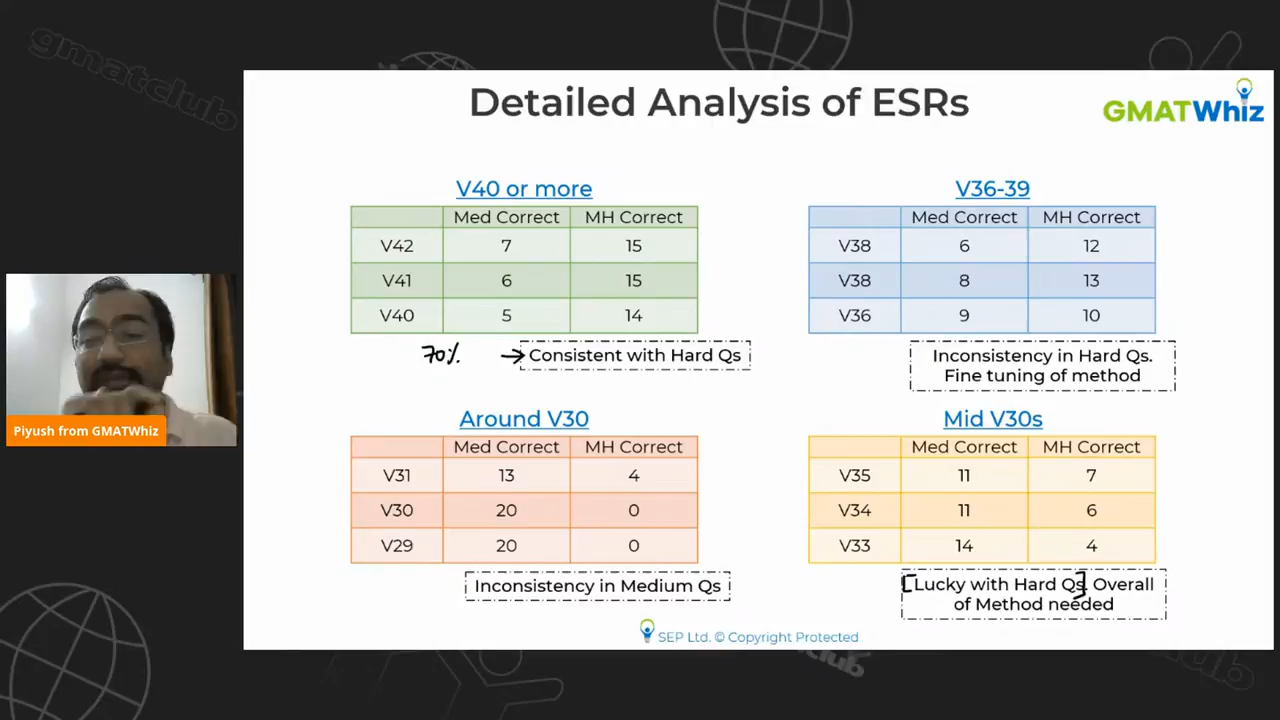 gmatclub
Detailed Analysis of ESRs
GMATWhiz
V40 or more
Med Correct MH Correct
V42 7 15
V41 6 15
V40 5 14
70% → Consistent with Hard Qs
V36-39
Med Correct MH Correct
V38 6 12
V38 8 13
V36 9 10
Inconsistency in Hard Qs.
Fine tuning of method
Piyush from GMATWhiz
Around V30
Med Correct MH Correct
V31 13 4
V30 20 0
V29 20 0
Inconsistency in Medium Qs
Mid V30s
Med Correct MH Correct
V35 11 7
V34 11 6
V33 14 4
[Lucky with Hard Qs]. Overall
of Method needed
SEP Ltd. © Copyright Protected